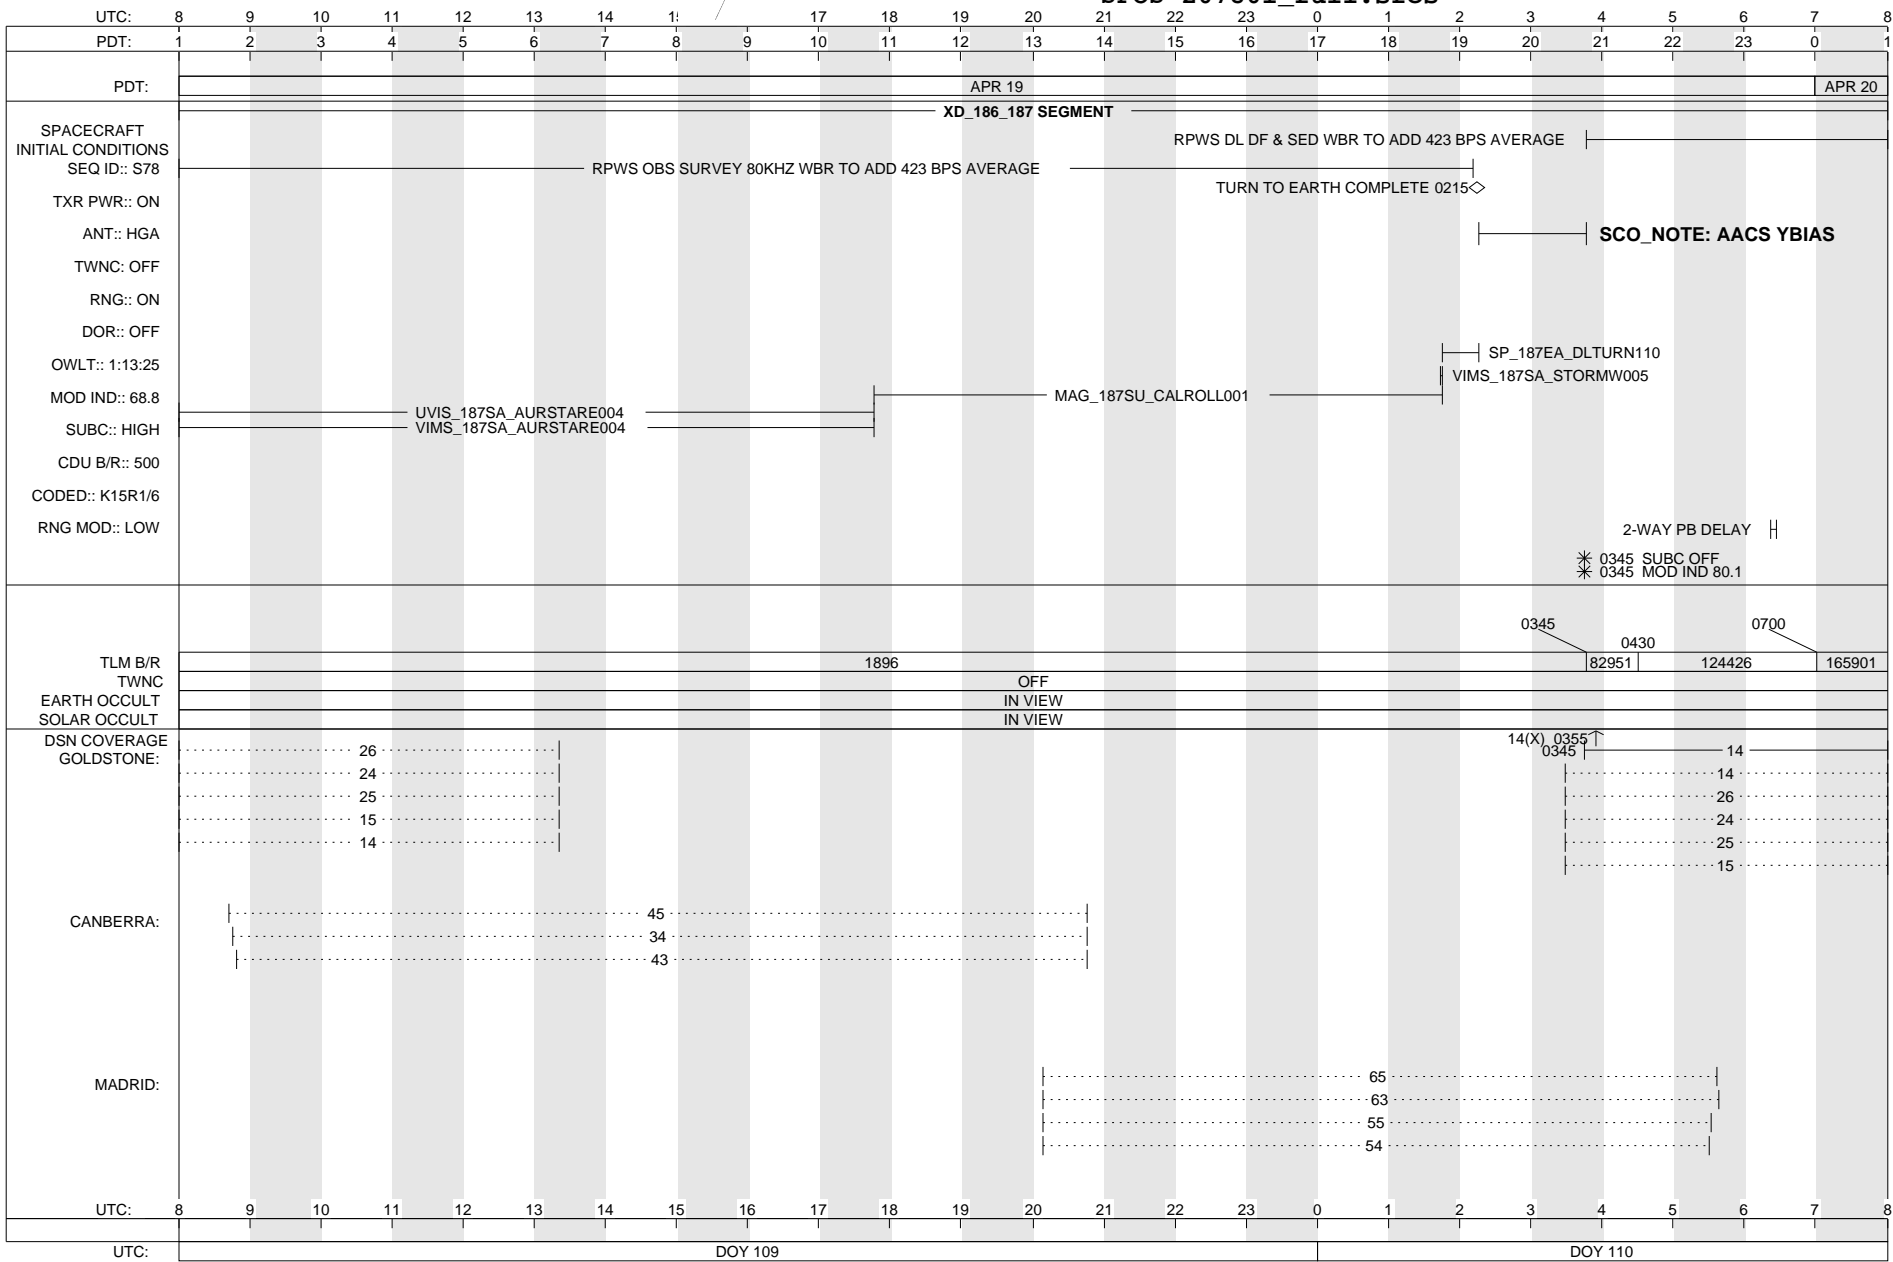 UTC: 8 9 10 11 12 13 14 17 18 19 20 21 22 23 0 1 2 3 4 5 6 7 8
PDT: 1 2 3 4 5 6 7 8 9 10 11 12 13 14 15 16 17 18 19 20 21 22 23 0 1
PDT: APR 19 APR 20
XD_186_187 SEGMENT
SPACECRAFT
INITIAL CONDITIONS
RPWS DL DF & SED WBR TO ADD 423 BPS AVERAGE
SEQ ID:: S78
RPWS OBS SURVEY 80KHZ WBR TO ADD 423 BPS AVERAGE
TURN TO EARTH COMPLETE 0215
TXR PWR:: ON
ANT:: HGA
SCO_NOTE: AACS YBIAS
TWNC: OFF
RNG:: ON
DOR:: OFF
OWLT:: 1:13:25
SP_187EA_DLTURN110
VIMS_187SA_STORMW005
MOD IND:: 68.8
MAG_187SU_CALROLL001
UVIS_187SA_AURSTARE004
SUBC:: HIGH
VIMS_187SA_AURSTARE004
CDU B/R:: 500
CODED:: K15R1/6
RNG MOD:: LOW
2-WAY PB DELAY
0345 SUBC OFF
0345 MOD IND 80.1
0345 0430 0700
TLM B/R 1896 82951 124426 165901
TWNC OFF
EARTH OCCULT IN VIEW
SOLAR OCCULT IN VIEW
DSN COVERAGE
14(X) 0355
GOLDSTONE:
26 0345 14
24 14
25 26
15 24
14 25
15
CANBERRA:
45
34
43
MADRID:
65
63
55
54
UTC: 8 9 10 11 12 13 14 15 16 17 18 19 20 21 22 23 0 1 2 3 4 5 6 7 8
UTC: DOY 109 DOY 110